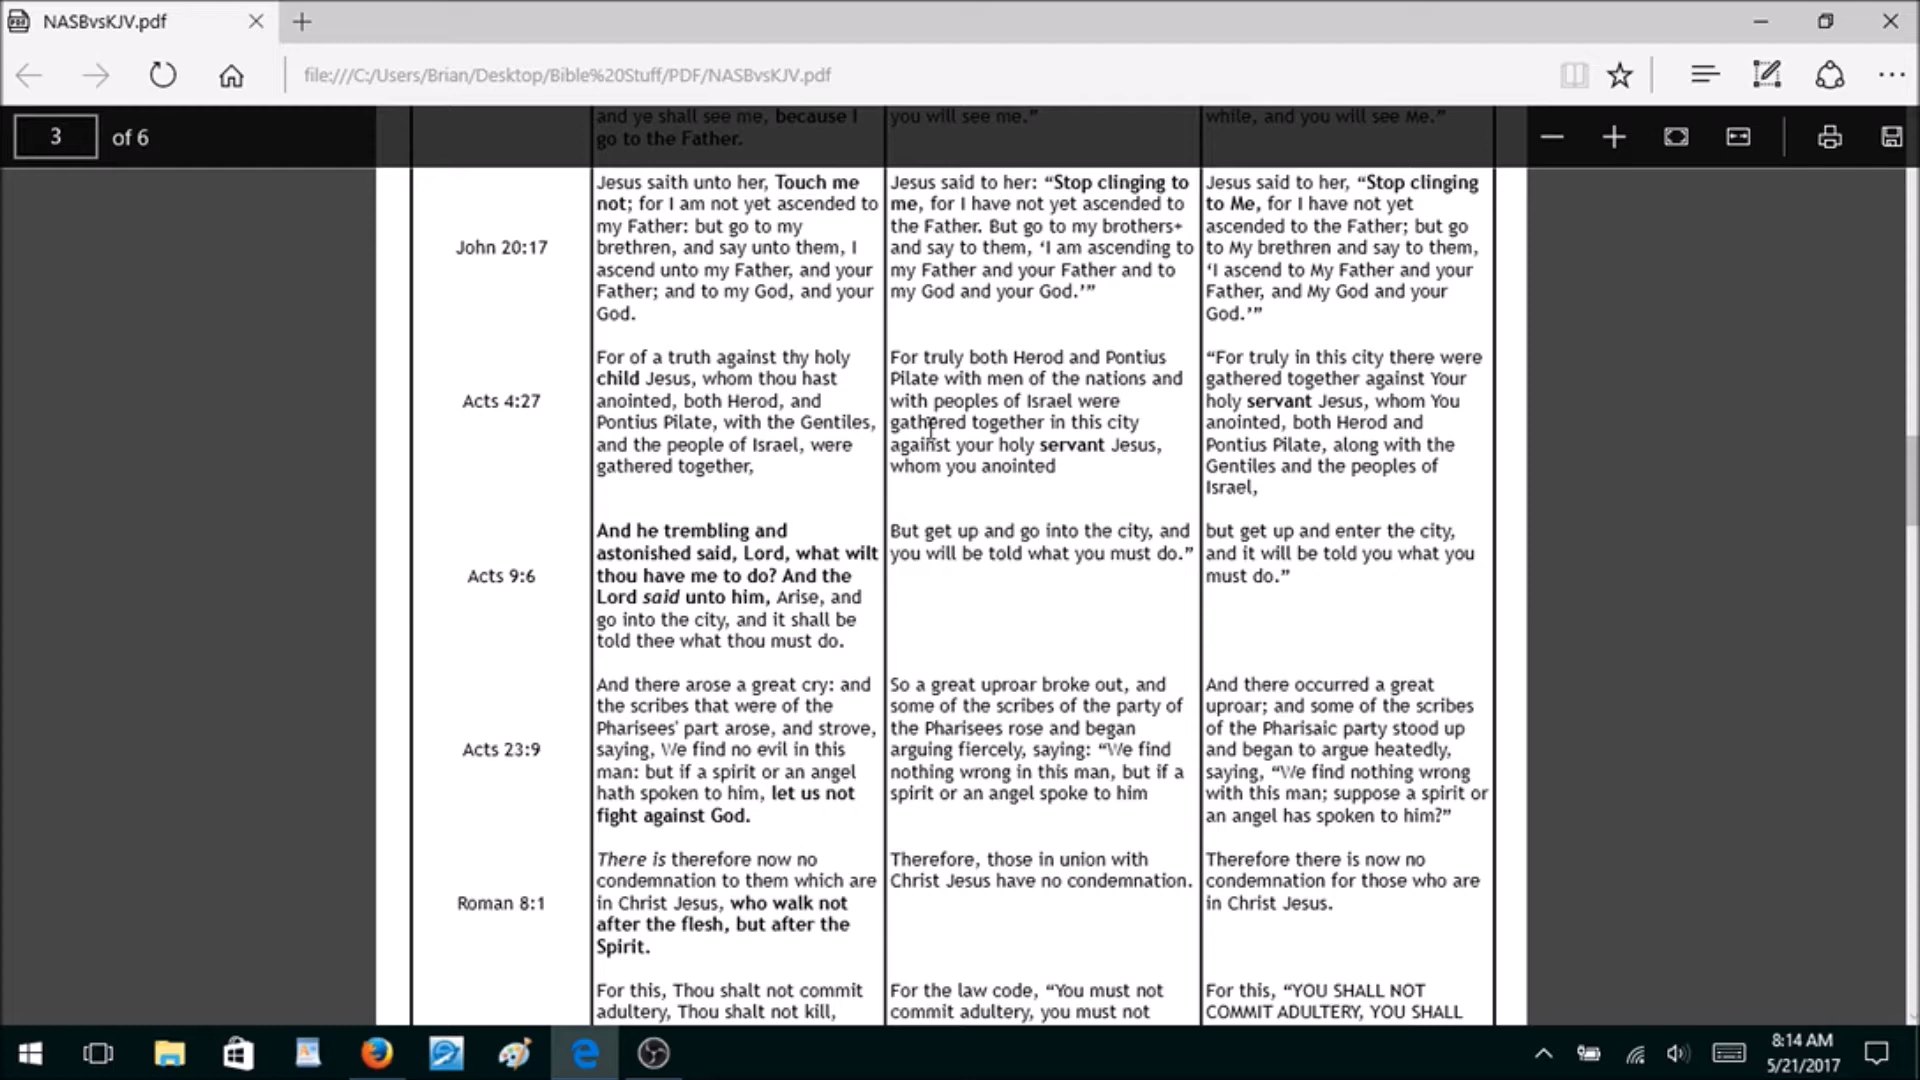 NASBvsKJV.pdf
file:///C:/Users/Brian/Desktop/Bible%20Stuff/PDF/NASBvsKJV.pdf
3 of 6
and ye shall see me, because I
go to the Father.
you will see me.”
while, and you will see Me.”
John 20:17
Jesus saith unto her, Touch me
not; for I am not yet ascended to
my Father: but go to my
brethren, and say unto them, I
ascend unto my Father, and your
Father; and to my God, and your
God.
Jesus said to her: “Stop clinging to
me, for I have not yet ascended to
the Father. But go to my brothers+
and say to them, ‘I am ascending to
my Father and your Father and to
my God and your God.’”
Jesus said to her, “Stop clinging
to Me, for I have not yet
ascended to the Father; but go
to My brethren and say to them,
‘I ascend to My Father and your
Father, and My God and your
God.’”
Acts 4:27
For of a truth against thy holy
child Jesus, whom thou hast
anointed, both Herod, and
Pontius Pilate, with the Gentiles,
and the people of Israel, were
gathered together,
For truly both Herod and Pontius
Pilate with men of the nations and
with peoples of Israel were
gathered together in this city
against your holy servant Jesus,
whom you anointed
“For truly in this city there were
gathered together against Your
holy servant Jesus, whom You
anointed, both Herod and
Pontius Pilate, along with the
Gentiles and the peoples of
Israel,
Acts 9:6
And he trembling and
astonished said, Lord, what wilt
thou have me to do? And the
Lord said unto him, Arise, and
go into the city, and it shall be
told thee what thou must do.
But get up and go into the city, and
you will be told what you must do.”
but get up and enter the city,
and it will be told you what you
must do.”
Acts 23:9
And there arose a great cry: and
the scribes that were of the
Pharisees' part arose, and strove,
saying, We find no evil in this
man: but if a spirit or an angel
hath spoken to him, let us not
fight against God.
So a great uproar broke out, and
some of the scribes of the party of
the Pharisees rose and began
arguing fiercely, saying: “We find
nothing wrong in this man, but if a
spirit or an angel spoke to him
And there occurred a great
uproar; and some of the scribes
of the Pharisaic party stood up
and began to argue heatedly,
saying, “We find nothing wrong
with this man; suppose a spirit or
an angel has spoken to him?”
Roman 8:1
There is therefore now no
condemnation to them which are
in Christ Jesus, who walk not
after the flesh, but after the
Spirit.
Therefore, those in union with
Christ Jesus have no condemnation.
Therefore there is now no
condemnation for those who are
in Christ Jesus.
For this, Thou shalt not commit
adultery, Thou shalt not kill,
For the law code, “You must not
commit adultery, you must not
For this, “YOU SHALL NOT
COMMIT ADULTERY, YOU SHALL
8:14 AM
5/21/2017